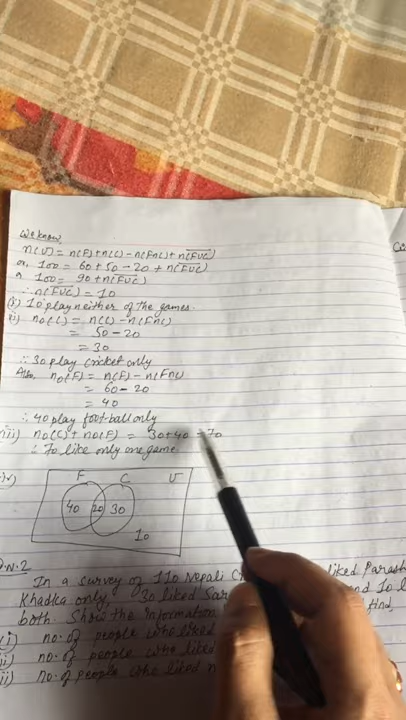 We know
n(U) = n(F)+n(C)-n(F∩C)+n(F̅U̅C̅)
or, 100 = 60+50-20+n(F̅U̅C̅)
n 100 = 90+n(F̅U̅C̅)
∴ n(F̅U̅C̅) = 10
(i) 10 play neither of the games.
ii) no(C) = n(C)-n(F∩C)
= 50-20
= 30
∴ 30 play cricket only
Also, no(F) = n(F)-n(F∩C)
= 60-20
= 40
∴ 40 play foot-ball only
iii) no(C)+no(F) = 30+40 = 70
∴ 70 like only one game.
iv)
F C U
40 20 30
10
Q.N.2
In a survey of 110 Nepali liked Paras
Khadka only, 30 liked and 10 l
both. Show the information find,
(i) no. of people who liked
ii) no. of people who liked
ii) no. of people who liked